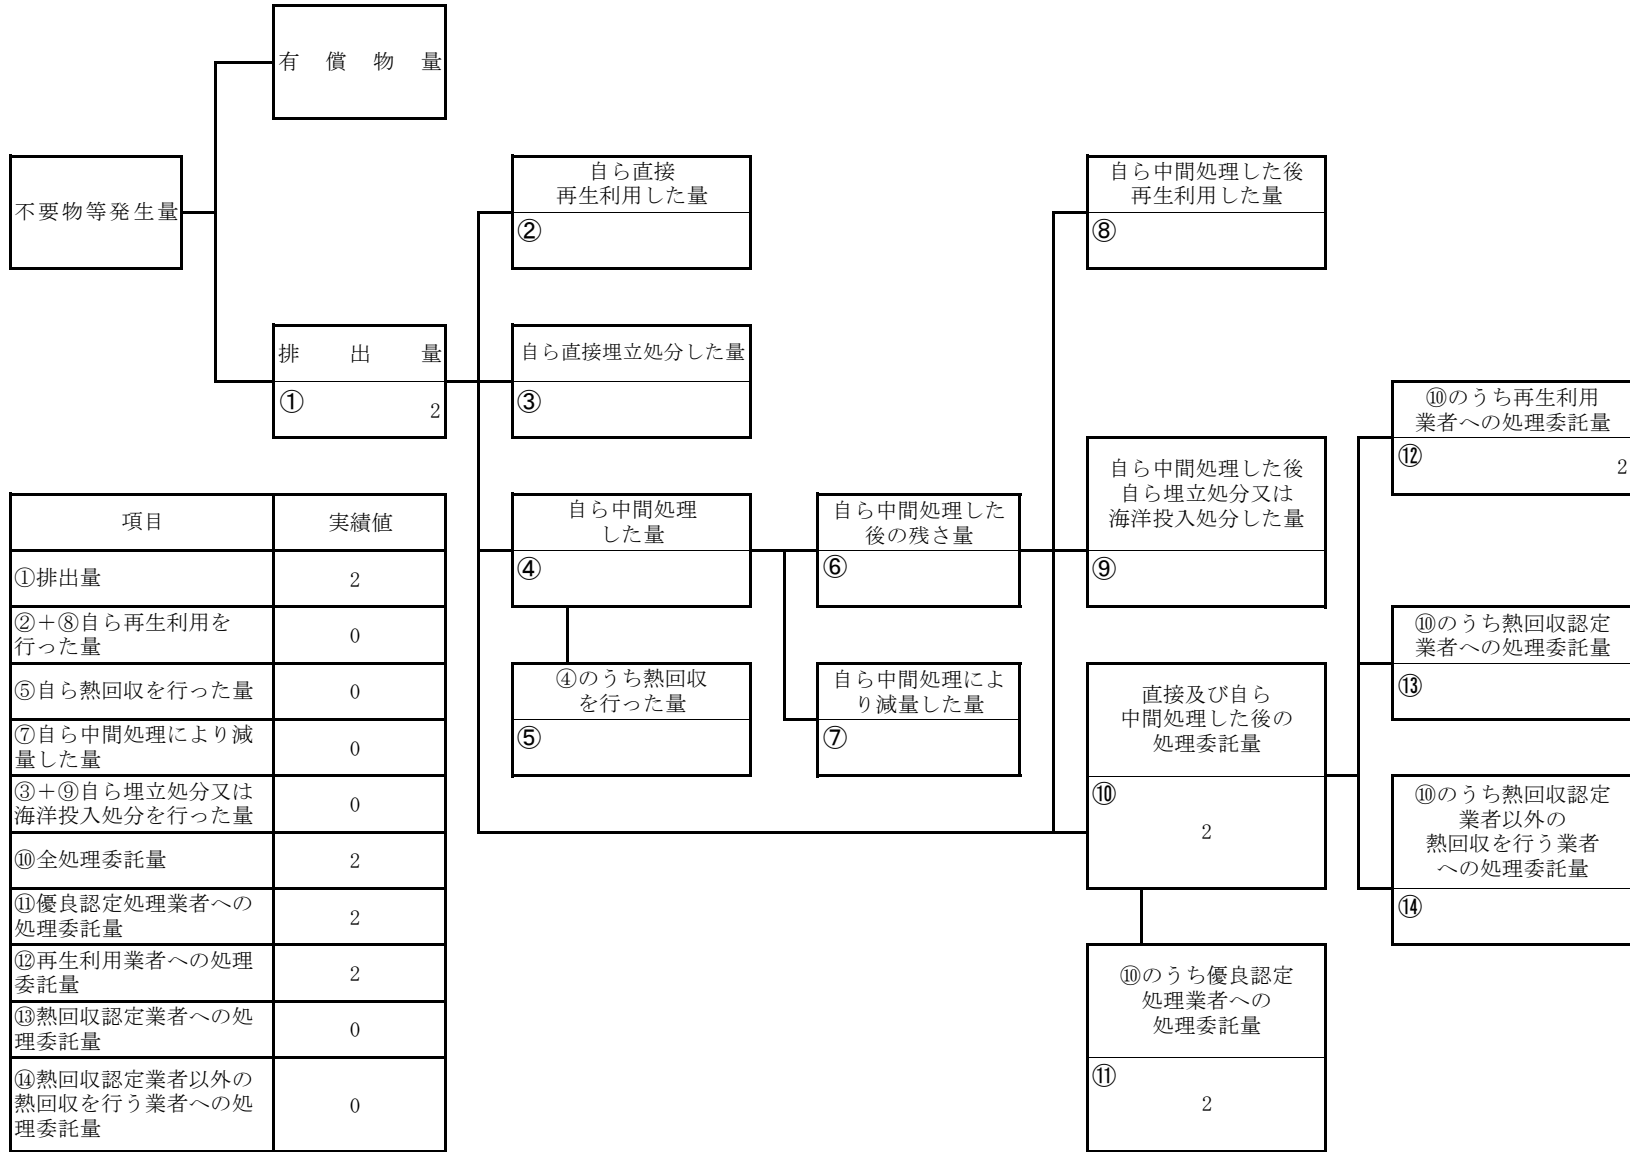 有償物量
不要物等発生量
自ら直接
再生利用した量
②
自ら中間処理した後
再生利用した量
⑧
排出量
①
2
自ら直接埋立処分した量
③
⑩のうち再生利用
業者への処理委託量
⑫
2
自ら中間処理した後
自ら埋立処分又は
海洋投入処分した量
⑨
自ら中間処理
した量
④
自ら中間処理した
後の残さ量
⑥
⑩のうち熱回収認定
業者への処理委託量
⑬
④のうち熱回収
を行った量
⑤
自ら中間処理によ
り減量した量
⑦
直接及び自ら
中間処理した後の
処理委託量
⑩
2
⑩のうち熱回収認定
業者以外の
熱回収を行う業者
への処理委託量
⑭
⑩のうち優良認定
処理業者への
処理委託量
⑪
2
項目 実績値
①排出量 2
②＋⑧自ら再生利用を
行った量 0
⑤自ら熱回収を行った量 0
⑦自ら中間処理により減
量した量 0
③＋⑨自ら埋立処分又は
海洋投入処分を行った量 0
⑩全処理委託量 2
⑪優良認定処理業者への
処理委託量 2
⑫再生利用業者への処理
委託量 2
⑬熱回収認定業者への処
理委託量 0
⑭熱回収認定業者以外の
熱回収を行う業者への処
理委託量 0